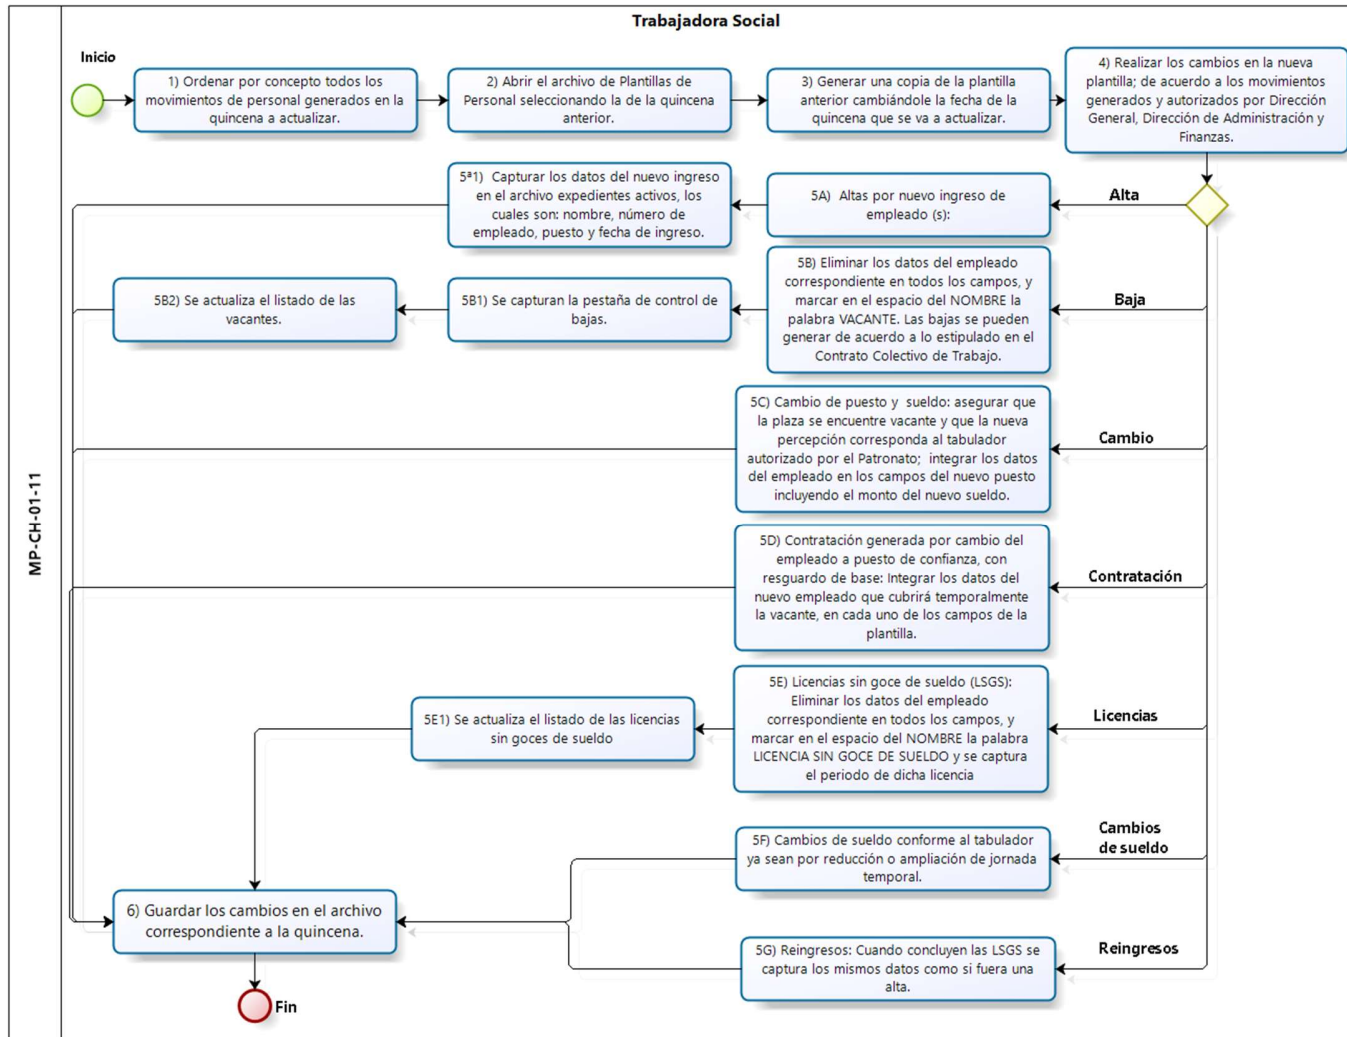 Trabajadora Social
MP-CH-01-11
Inicio
1) Ordenar por concepto todos los
movimientos de personal generados en la
quincena a actualizar.
2) Abrir el archivo de Plantillas de
Personal seleccionando la de la quincena
anterior.
3) Generar una copia de la plantilla
anterior cambiándole la fecha de la
quincena que se va a actualizar.
4) Realizar los cambios en la nueva
plantilla; de acuerdo a los movimientos
generados y autorizados por Dirección
General, Dirección de Administración y
Finanzas.
Alta
5A) Altas por nuevo ingreso de
empleado (s):
5ª1) Capturar los datos del nuevo ingreso
en el archivo expedientes activos, los
cuales son: nombre, número de
empleado, puesto y fecha de ingreso.
Baja
5B) Eliminar los datos del empleado
correspondiente en todos los campos, y
marcar en el espacio del NOMBRE la
palabra VACANTE. Las bajas se pueden
generar de acuerdo a lo estipulado en el
Contrato Colectivo de Trabajo.
5B1) Se capturan la pestaña de control de
bajas.
5B2) Se actualiza el listado de las
vacantes.
Cambio
5C) Cambio de puesto y sueldo: asegurar que
la plaza se encuentre vacante y que la nueva
percepción corresponda al tabulador
autorizado por el Patronato; integrar los datos
del empleado en los campos del nuevo puesto
incluyendo el monto del nuevo sueldo.
Contratación
5D) Contratación generada por cambio del
empleado a puesto de confianza, con
resguardo de base: Integrar los datos del
nuevo empleado que cubrirá temporalmente
la vacante, en cada uno de los campos de la
plantilla.
Licencias
5E) Licencias sin goce de sueldo (LSGS):
Eliminar los datos del empleado
correspondiente en todos los campos, y
marcar en el espacio del NOMBRE la palabra
LICENCIA SIN GOCE DE SUELDO y se captura
el periodo de dicha licencia
5E1) Se actualiza el listado de las licencias
sin goces de sueldo
Cambios
de sueldo
5F) Cambios de sueldo conforme al tabulador
ya sean por reducción o ampliación de jornada
temporal.
Reingresos
5G) Reingresos: Cuando concluyen las LSGS se
captura los mismos datos como si fuera una
alta.
6) Guardar los cambios en el archivo
correspondiente a la quincena.
Fin